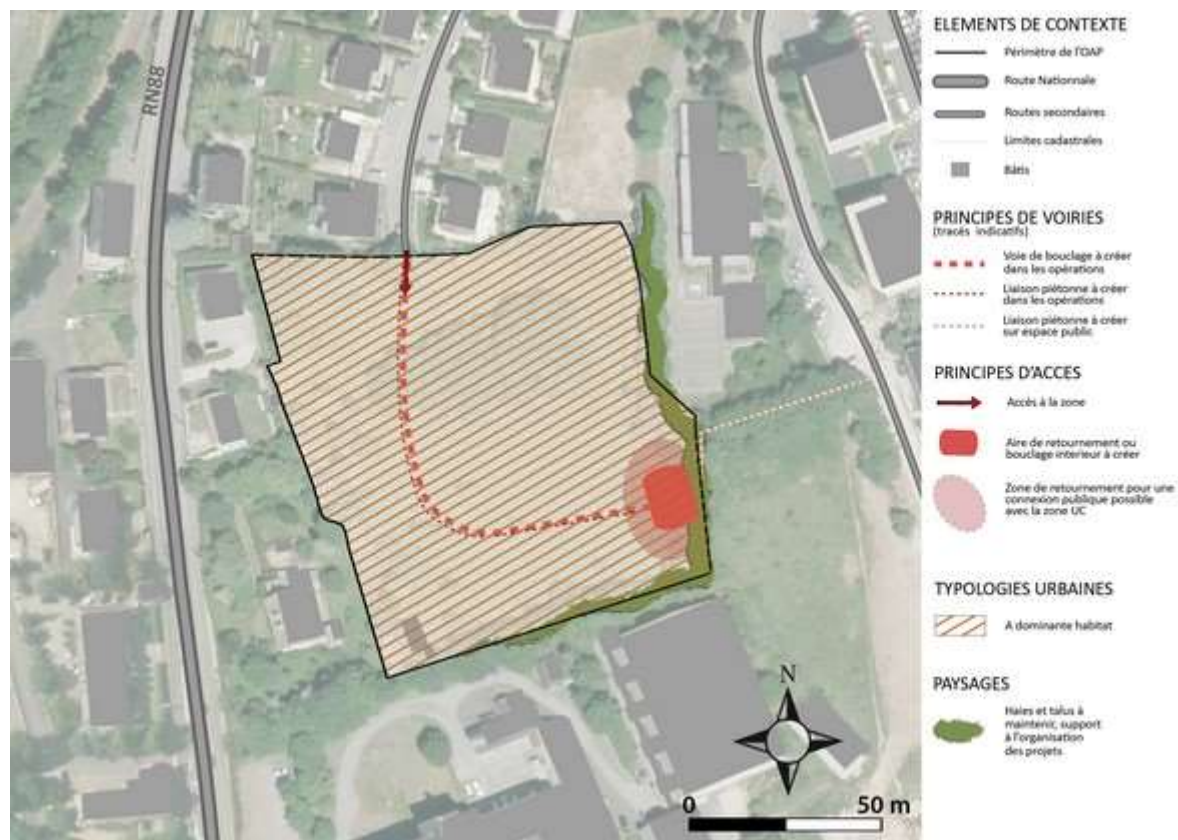 RN88
ELEMENTS DE CONTEXTE
Périmètre de l'OAP
Route Nationnale
Routes secondaires
Limites cadastrales
Bâtis
PRINCIPES DE VOIRIES
(tracés indicatifs)
Voie de bouclage à créer
dans les opérations
Liaison piétonne à créer
dans les opérations
Liaison piétonne à créer
sur espace public
PRINCIPES D'ACCES
Accès à la zone
Aire de retournement ou
bouclage interieur à créer
Zone de retournement pour une
connexion publique possible
avec la zone UC
TYPOLOGIES URBAINES
A dominante habitat
PAYSAGES
Haies et talus à
maintenir, support
à l'organisation
des projets
N
0 50 m